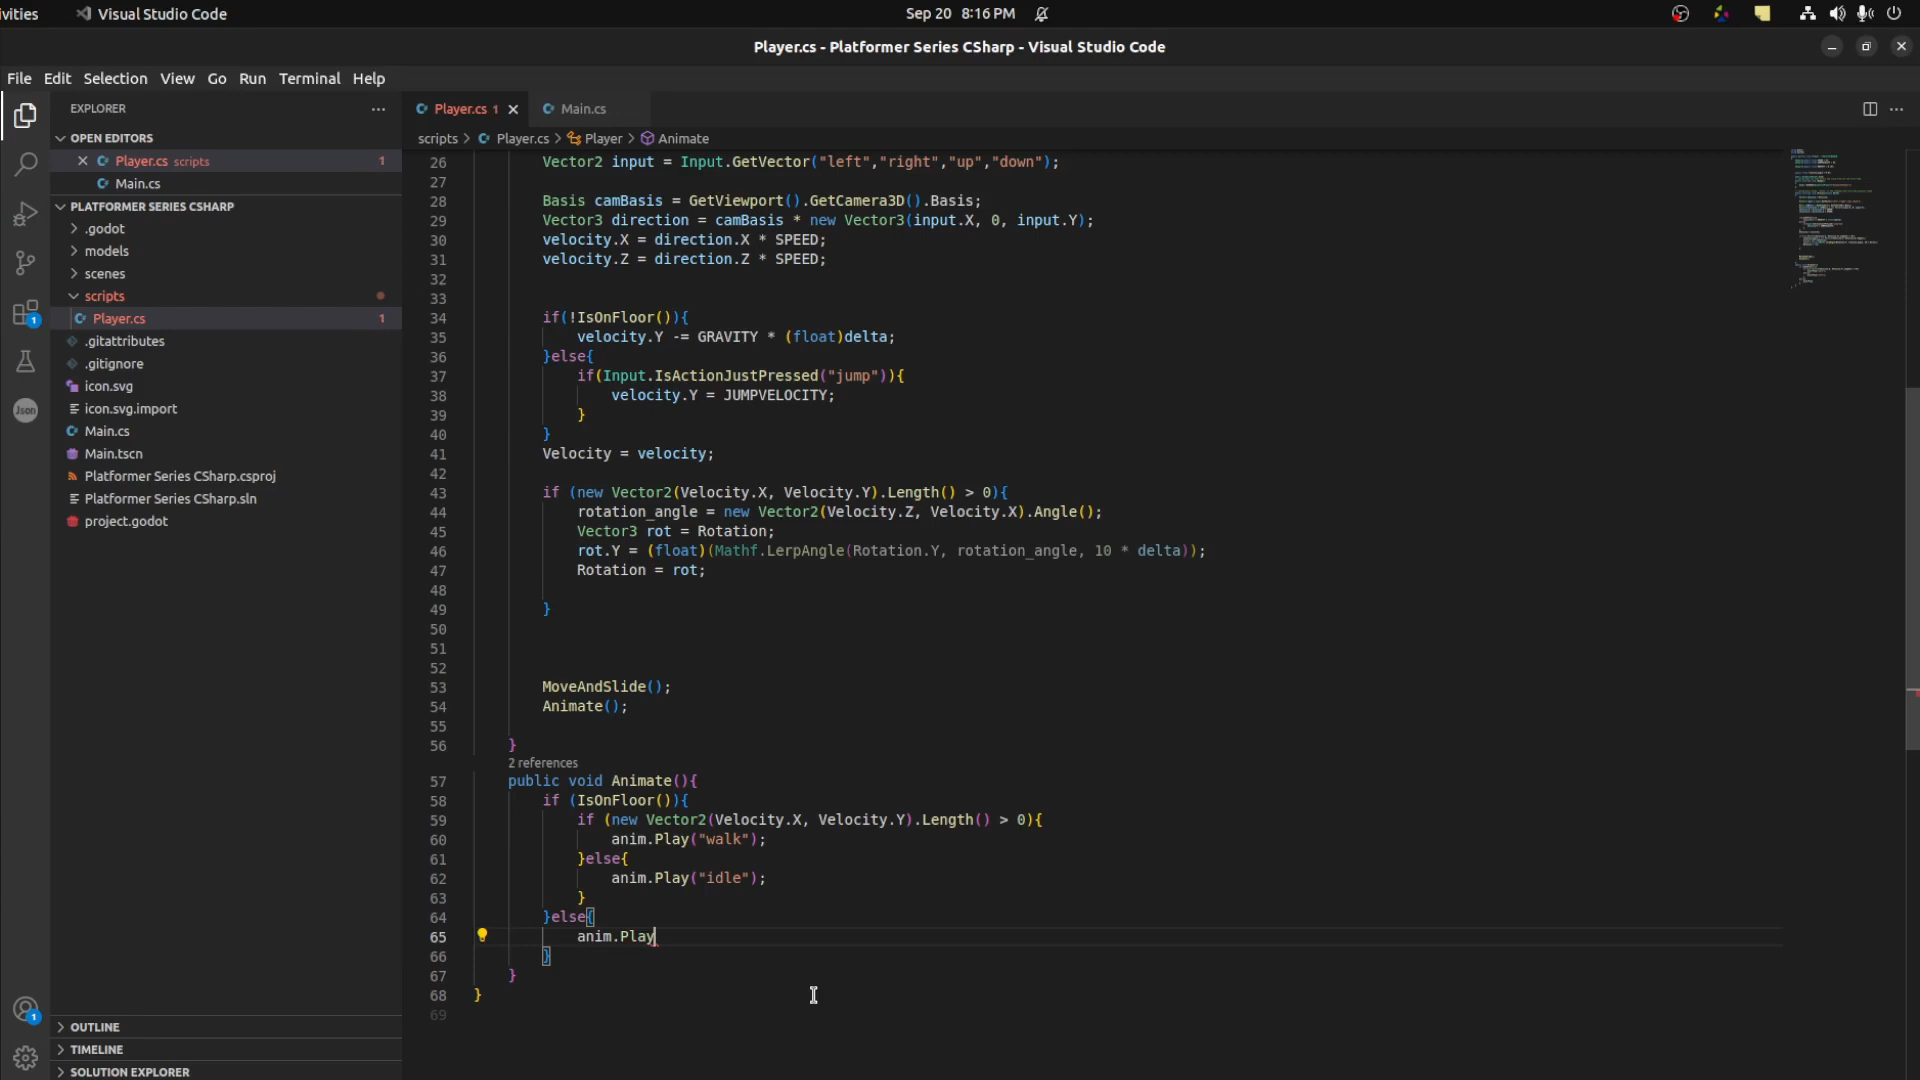 ivities Visual Studio Code Sep 20 8:16 PM
Player.cs - Platformer Series CSharp - Visual Studio Code
File Edit Selection View Go Run Terminal Help
EXPLORER
OPEN EDITORS
Player.cs scripts 1
Main.cs
PLATFORMER SERIES CSHARP
.godot
models
scenes
scripts
Player.cs 1
.gitattributes
.gitignore
icon.svg
icon.svg.import
Main.cs
Main.tscn
Platformer Series CSharp.csproj
Platformer Series CSharp.sln
project.godot
OUTLINE
TIMELINE
SOLUTION EXPLORER
1
Json
1
Player.cs 1 Main.cs
scripts > Player.cs > Player > Animate
26 Vector2 input = Input.GetVector("left","right","up","down");
27
28 Basis camBasis = GetViewport().GetCamera3D().Basis;
29 Vector3 direction = camBasis * new Vector3(input.X, 0, input.Y);
30 velocity.X = direction.X * SPEED;
31 velocity.Z = direction.Z * SPEED;
32
33
34 if(!IsOnFloor()){
35 velocity.Y -= GRAVITY * (float)delta;
36 }else{
37 if(Input.IsActionJustPressed("jump")){
38 velocity.Y = JUMPVELOCITY;
39 }
40 }
41 Velocity = velocity;
42
43 if (new Vector2(Velocity.X, Velocity.Y).Length() > 0){
44 rotation_angle = new Vector2(Velocity.Z, Velocity.X).Angle();
45 Vector3 rot = Rotation;
46 rot.Y = (float)(Mathf.LerpAngle(Rotation.Y, rotation_angle, 10 * delta));
47 Rotation = rot;
48
49 }
50
51
52
53 MoveAndSlide();
54 Animate();
55
56 }
2 references
57 public void Animate(){
58 if (IsOnFloor()){
59 if (new Vector2(Velocity.X, Velocity.Y).Length() > 0){
60 anim.Play("walk");
61 }else{
62 anim.Play("idle");
63 }
64 }else{
65 anim.Play
66 }
67 }
68 }
69